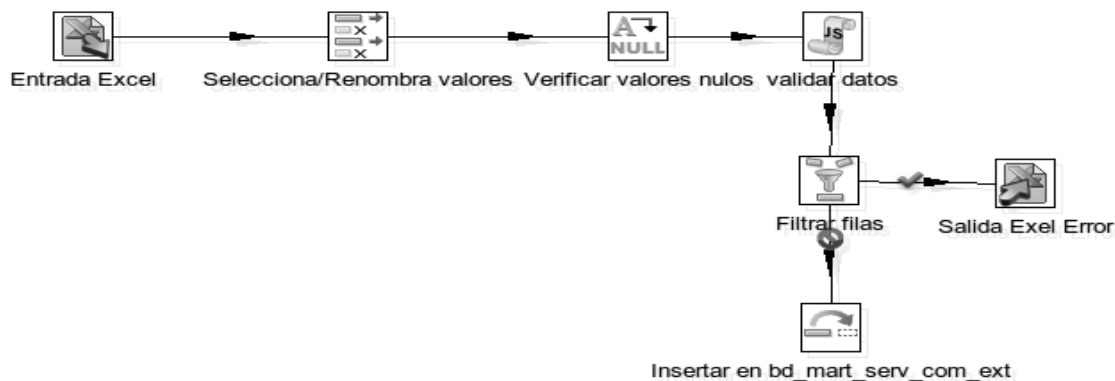 A
NULL
JS
Entrada Excel
Selecciona/Renombra valores
Verificar valores nulos
validar datos
Filtrar filas
Salida Exel Error
Insertar en bd_mart_serv_com_ext